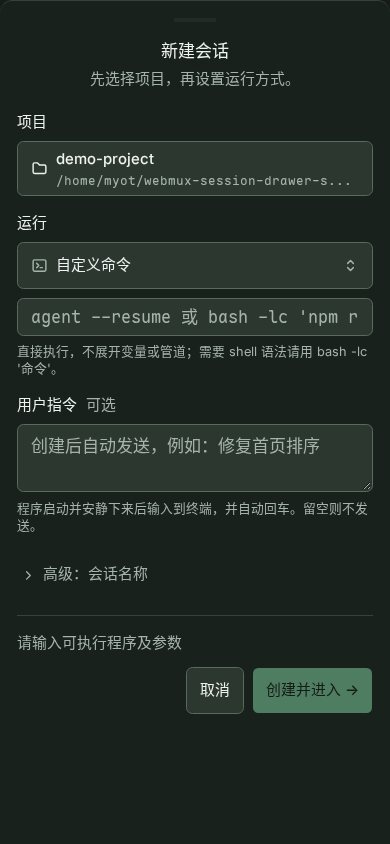 新建会话
先选择项目，再设置运行方式。
项目
demo-project
/home/myot/webmux-session-drawer-s...
运行
自定义命令
agent --resume 或 bash -lc 'npm r
直接执行，不展开变量或管道；需要 shell 语法请用 bash -lc
'命令'。
用户指令 可选
创建后自动发送，例如：修复首页排序
程序启动并安静下来后输入到终端，并自动回车。留空则不发
送。
高级：会话名称
请输入可执行程序及参数
取消
创建并进入 →